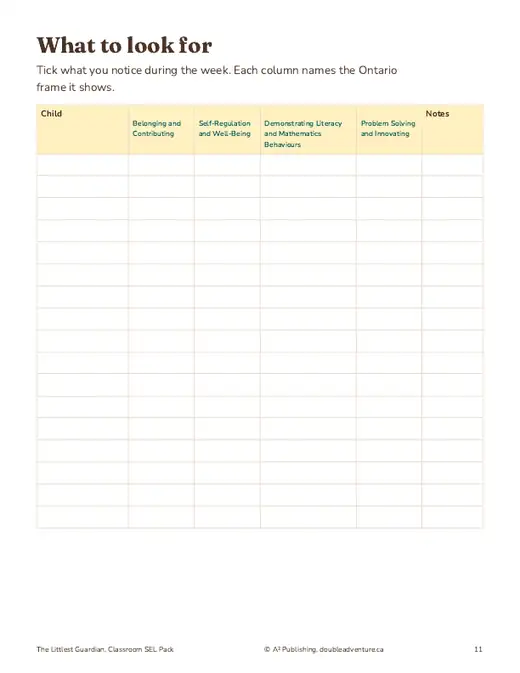 What to look for
Tick what you notice during the week. Each column names the Ontario
frame it shows.
Child
Belonging and
Contributing
Self-Regulation
and Well-Being
Demonstrating Literacy
and Mathematics
Behaviours
Problem Solving
and Innovating
Notes
The Littlest Guardian, Classroom SEL Pack
© A² Publishing, doubleadventure.ca
11